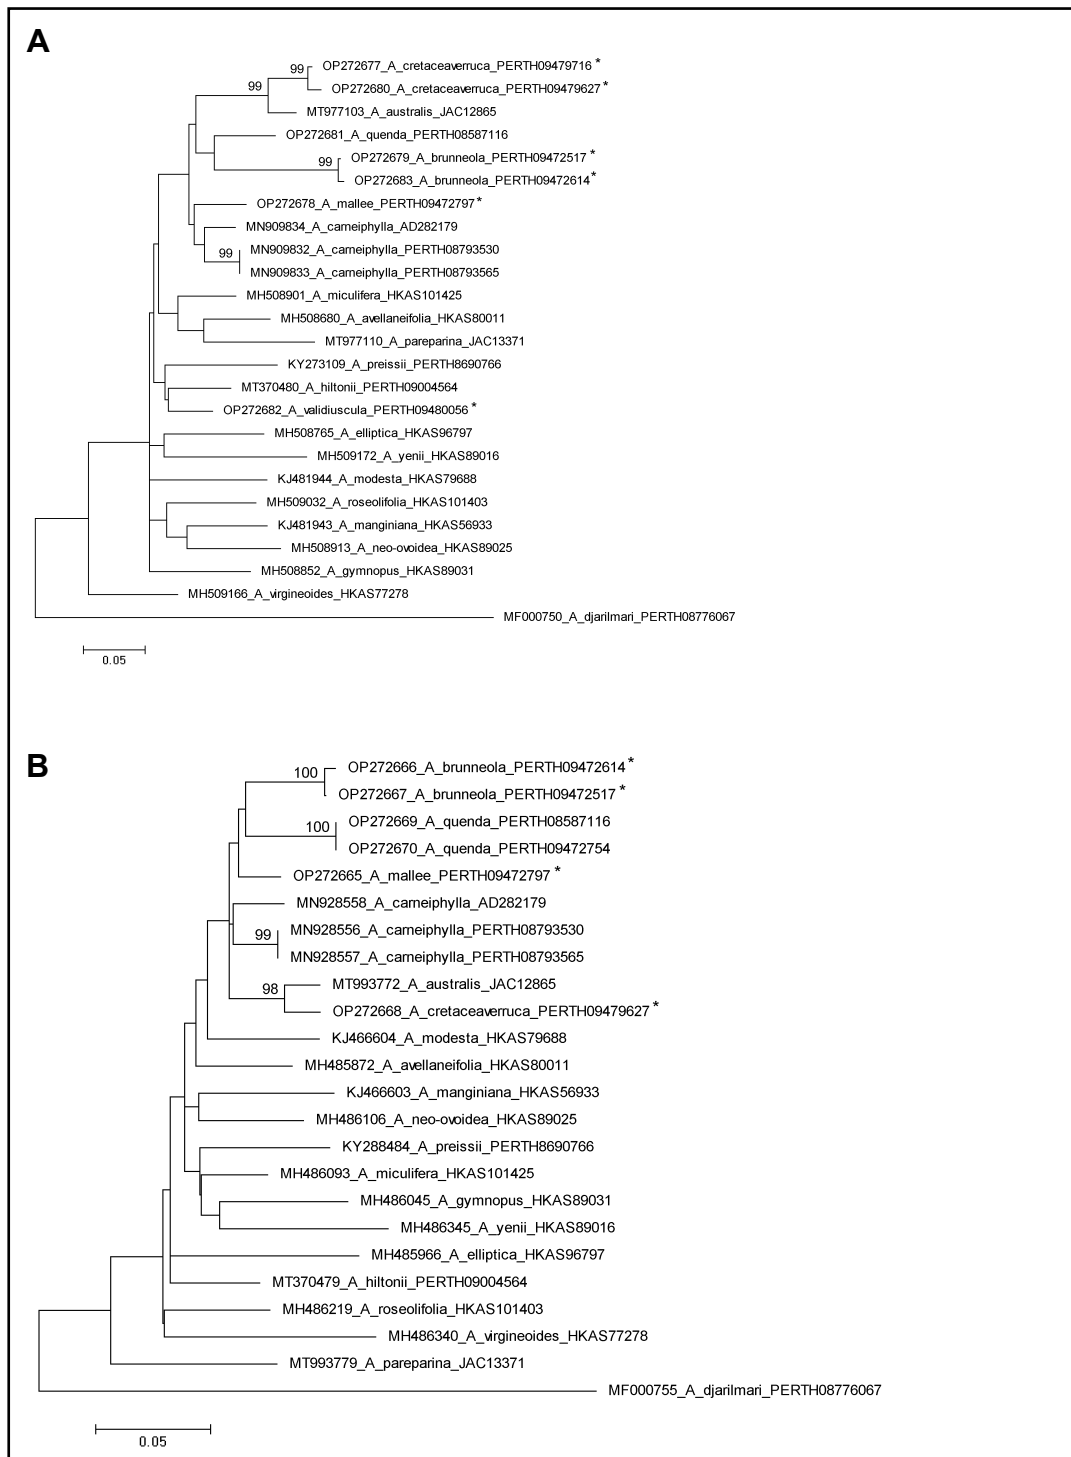 A
99
OP272677_A_cretaceaverruca_PERTH09479716 *
99
OP272680_A_cretaceaverruca_PERTH09479627 *
MT977103_A_australis_JAC12865
OP272681_A_quenda_PERTH08587116
99
OP272679_A_brunneola_PERTH09472517 *
OP272683_A_brunneola_PERTH09472614 *
OP272678_A_mallee_PERTH09472797 *
MN909834_A_carneiphylla_AD282179
99
MN909832_A_carneiphylla_PERTH08793530
MN909833_A_carneiphylla_PERTH08793565
MH508901_A_miculifera_HKAS101425
MH508680_A_avellaneifolia_HKAS80011
MT977110_A_pareparina_JAC13371
KY273109_A_preissii_PERTH8690766
MT370480_A_hiltonii_PERTH09004564
OP272682_A_validiuscula_PERTH09480056 *
MH508765_A_elliptica_HKAS96797
MH509172_A_yenii_HKAS89016
KJ481944_A_modesta_HKAS79688
MH509032_A_roseolifolia_HKAS101403
KJ481943_A_manginiana_HKAS56933
MH508913_A_neo-ovoidea_HKAS89025
MH508852_A_gymnopus_HKAS89031
MH509166_A_virgineoides_HKAS77278
MF000750_A_djarilmari_PERTH08776067
0.05
B
100
OP272666_A_brunneola_PERTH09472614 *
OP272667_A_brunneola_PERTH09472517 *
100
OP272669_A_quenda_PERTH08587116
OP272670_A_quenda_PERTH09472754
OP272665_A_mallee_PERTH09472797 *
MN928558_A_carneiphylla_AD282179
99
MN928556_A_carneiphylla_PERTH08793530
MN928557_A_carneiphylla_PERTH08793565
98
MT993772_A_australis_JAC12865
OP272668_A_cretaceaverruca_PERTH09479627 *
KJ466604_A_modesta_HKAS79688
MH485872_A_avellaneifolia_HKAS80011
KJ466603_A_manginiana_HKAS56933
MH486106_A_neo-ovoidea_HKAS89025
KY288484_A_preissii_PERTH8690766
MH486093_A_miculifera_HKAS101425
MH486045_A_gymnopus_HKAS89031
MH486345_A_yenii_HKAS89016
MH485966_A_elliptica_HKAS96797
MT370479_A_hiltonii_PERTH09004564
MH486219_A_roseolifolia_HKAS101403
MH486340_A_virgineoides_HKAS77278
MT993779_A_pareparina_JAC13371
MF000755_A_djarilmari_PERTH08776067
0.05